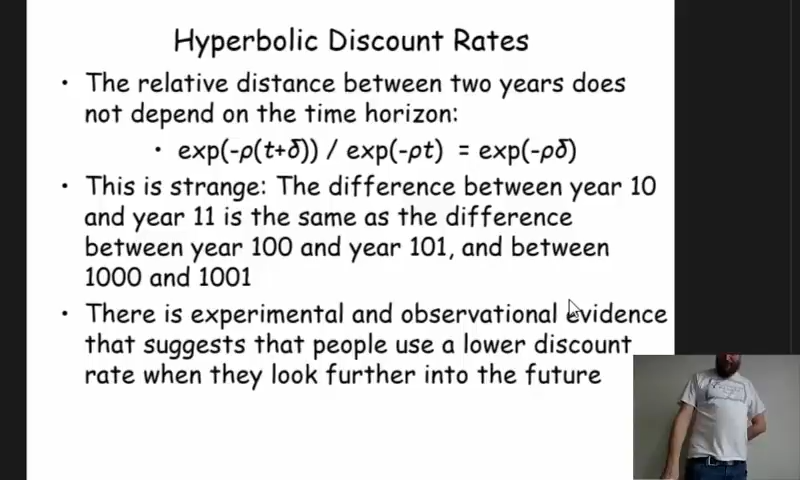 Hyperbolic Discount Rates
• The relative distance between two years does
not depend on the time horizon:
• exp(-ρ(t+δ)) / exp(-ρt) = exp(-ρδ)
• This is strange: The difference between year 10
and year 11 is the same as the difference
between year 100 and year 101, and between
1000 and 1001
• There is experimental and observational evidence
that suggests that people use a lower discount
rate when they look further into the future